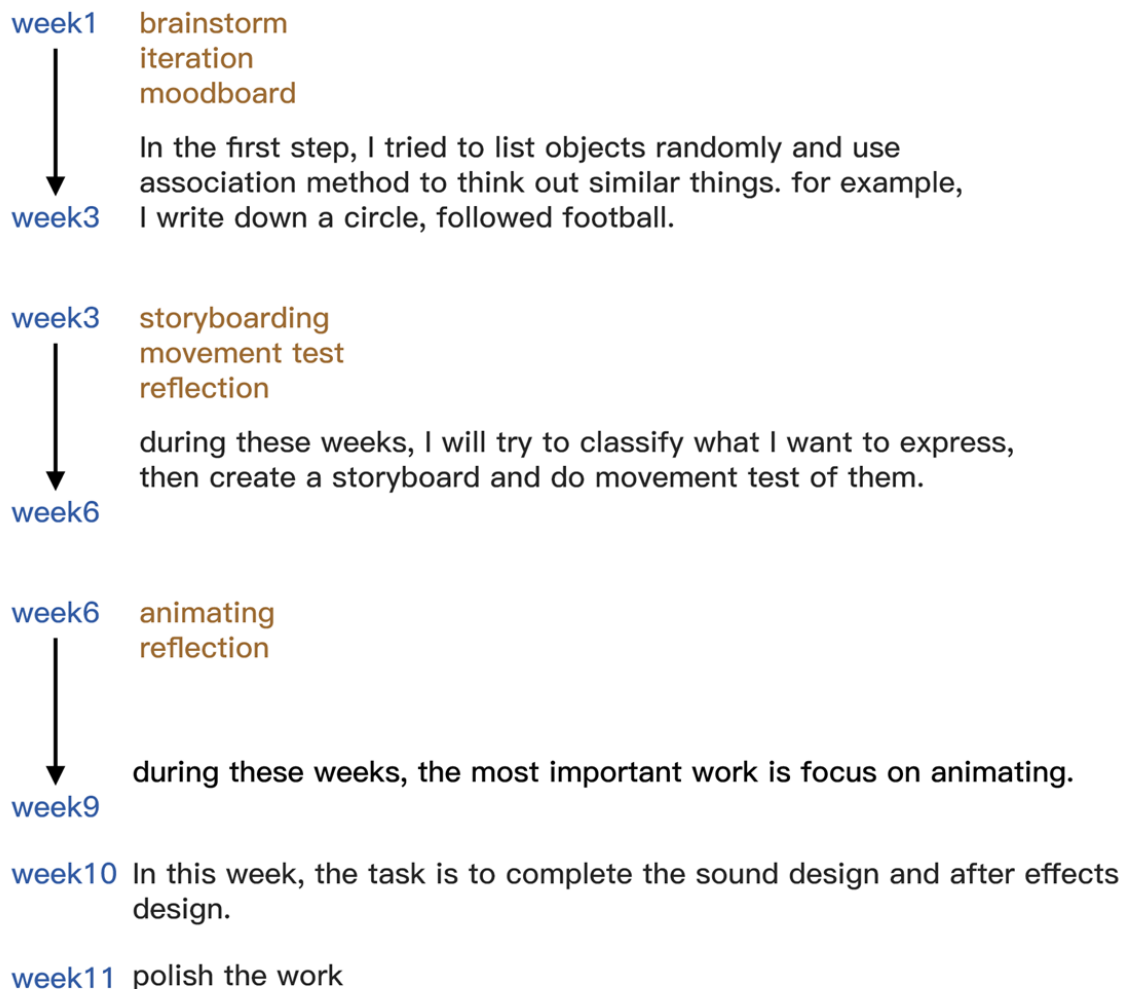 week1 brainstorm
iteration
moodboard
In the first step, I tried to list objects randomly and use
association method to think out similar things. for example,
week3 I write down a circle, followed football.
week3 storyboarding
movement test
reflection
during these weeks, I will try to classify what I want to express,
then create a storyboard and do movement test of them.
week6
week6 animating
reflection
during these weeks, the most important work is focus on animating.
week9
week10 In this week, the task is to complete the sound design and after effects
design.
week11 polish the work